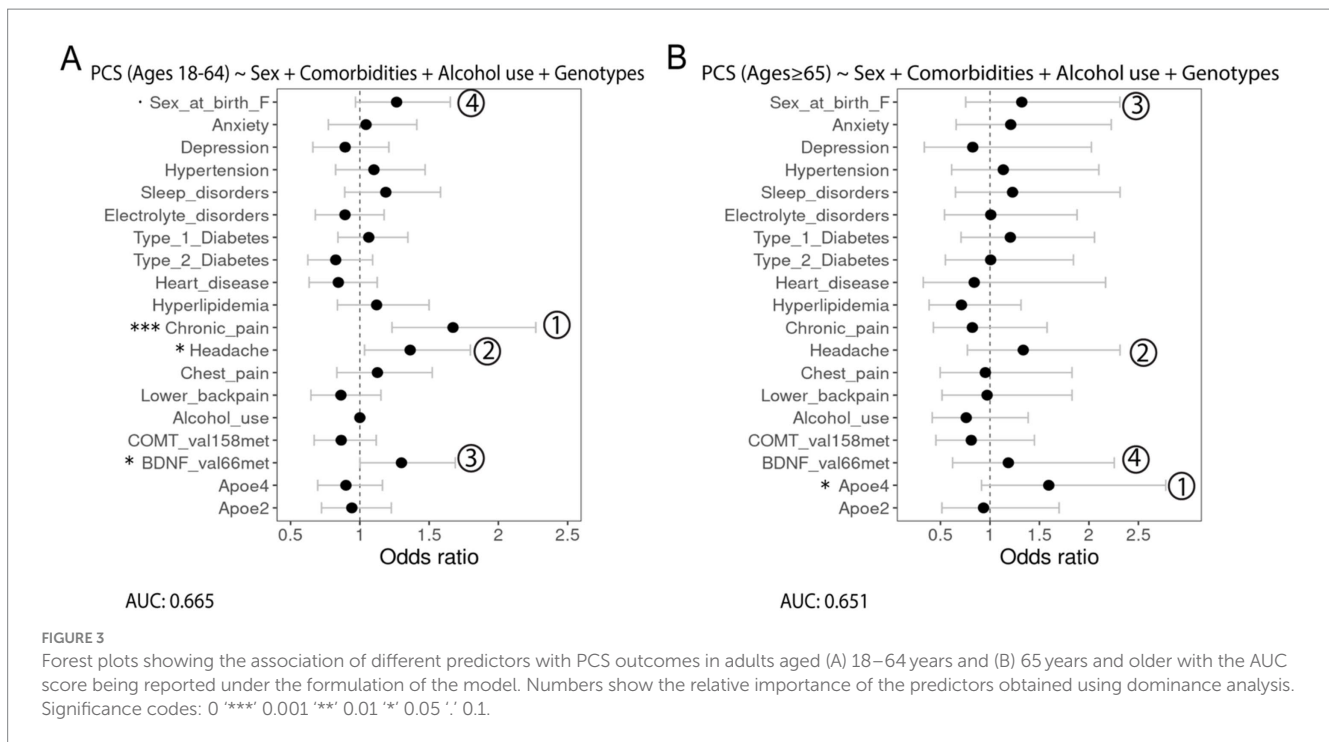 A
PCS (Ages 18-64) ~ Sex + Comorbidities + Alcohol use + Genotypes
· Sex_at_birth_F
④
Anxiety
Depression
Hypertension
Sleep_disorders
Electrolyte_disorders
Type_1_Diabetes
Type_2_Diabetes
Heart_disease
Hyperlipidemia
*** Chronic_pain
①
* Headache
②
Chest_pain
Lower_backpain
Alcohol_use
COMT_val158met
* BDNF_val66met
③
Apoe4
Apoe2
0.5 1 1.5 2 2.5
Odds ratio
AUC: 0.665
B
PCS (Ages≥65) ~ Sex + Comorbidities + Alcohol use + Genotypes
Sex_at_birth_F
③
Anxiety
Depression
Hypertension
Sleep_disorders
Electrolyte_disorders
Type_1_Diabetes
Type_2_Diabetes
Heart_disease
Hyperlipidemia
Chronic_pain
Headache
②
Chest_pain
Lower_backpain
Alcohol_use
COMT_val158met
BDNF_val66met
④
* Apoe4
①
Apoe2
0.5 1 1.5 2 2.5
Odds ratio
AUC: 0.651
FIGURE 3
Forest plots showing the association of different predictors with PCS outcomes in adults aged (A) 18–64 years and (B) 65 years and older with the AUC
score being reported under the formulation of the model. Numbers show the relative importance of the predictors obtained using dominance analysis.
Significance codes: 0 ‘***’ 0.001 ‘**’ 0.01 ‘*’ 0.05 ‘.’ 0.1.